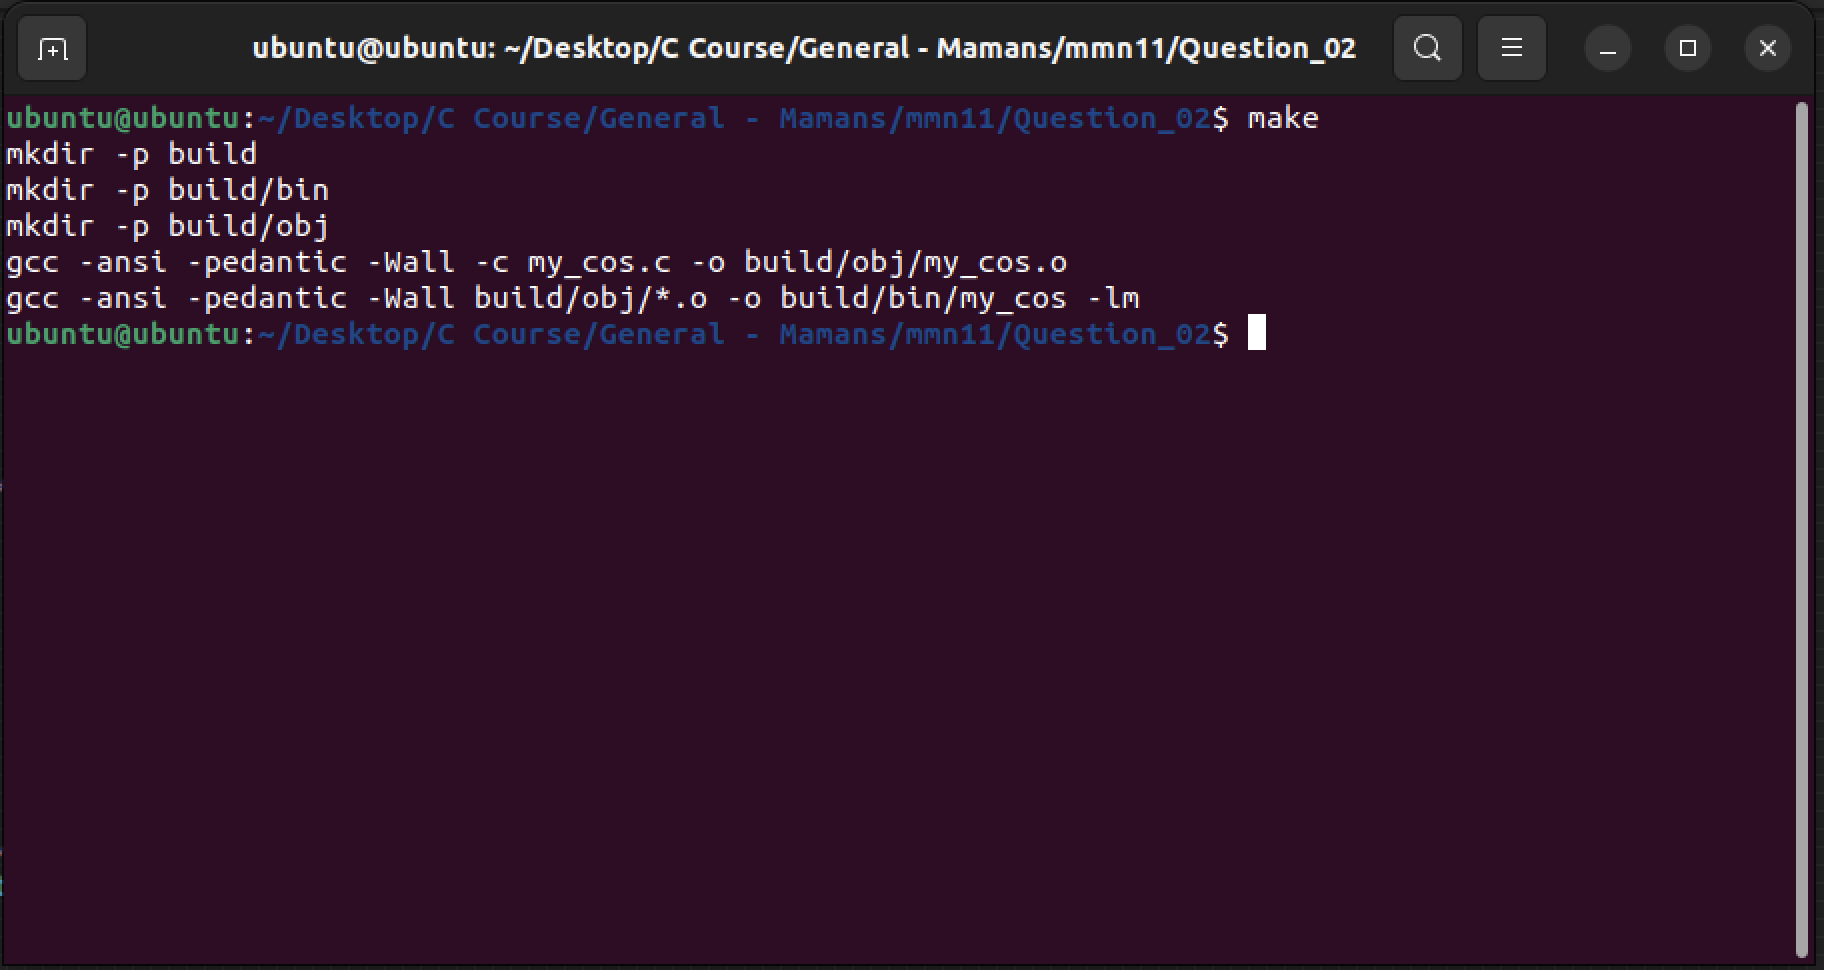 ubuntu@ubuntu: ~/Desktop/C Course/General - Mamans/mmn11/Question_02
ubuntu@ubuntu:~/Desktop/C Course/General - Mamans/mmn11/Question_02$ make
mkdir -p build
mkdir -p build/bin
mkdir -p build/obj
gcc -ansi -pedantic -Wall -c my_cos.c -o build/obj/my_cos.o
gcc -ansi -pedantic -Wall build/obj/*.o -o build/bin/my_cos -lm
ubuntu@ubuntu:~/Desktop/C Course/General - Mamans/mmn11/Question_02$